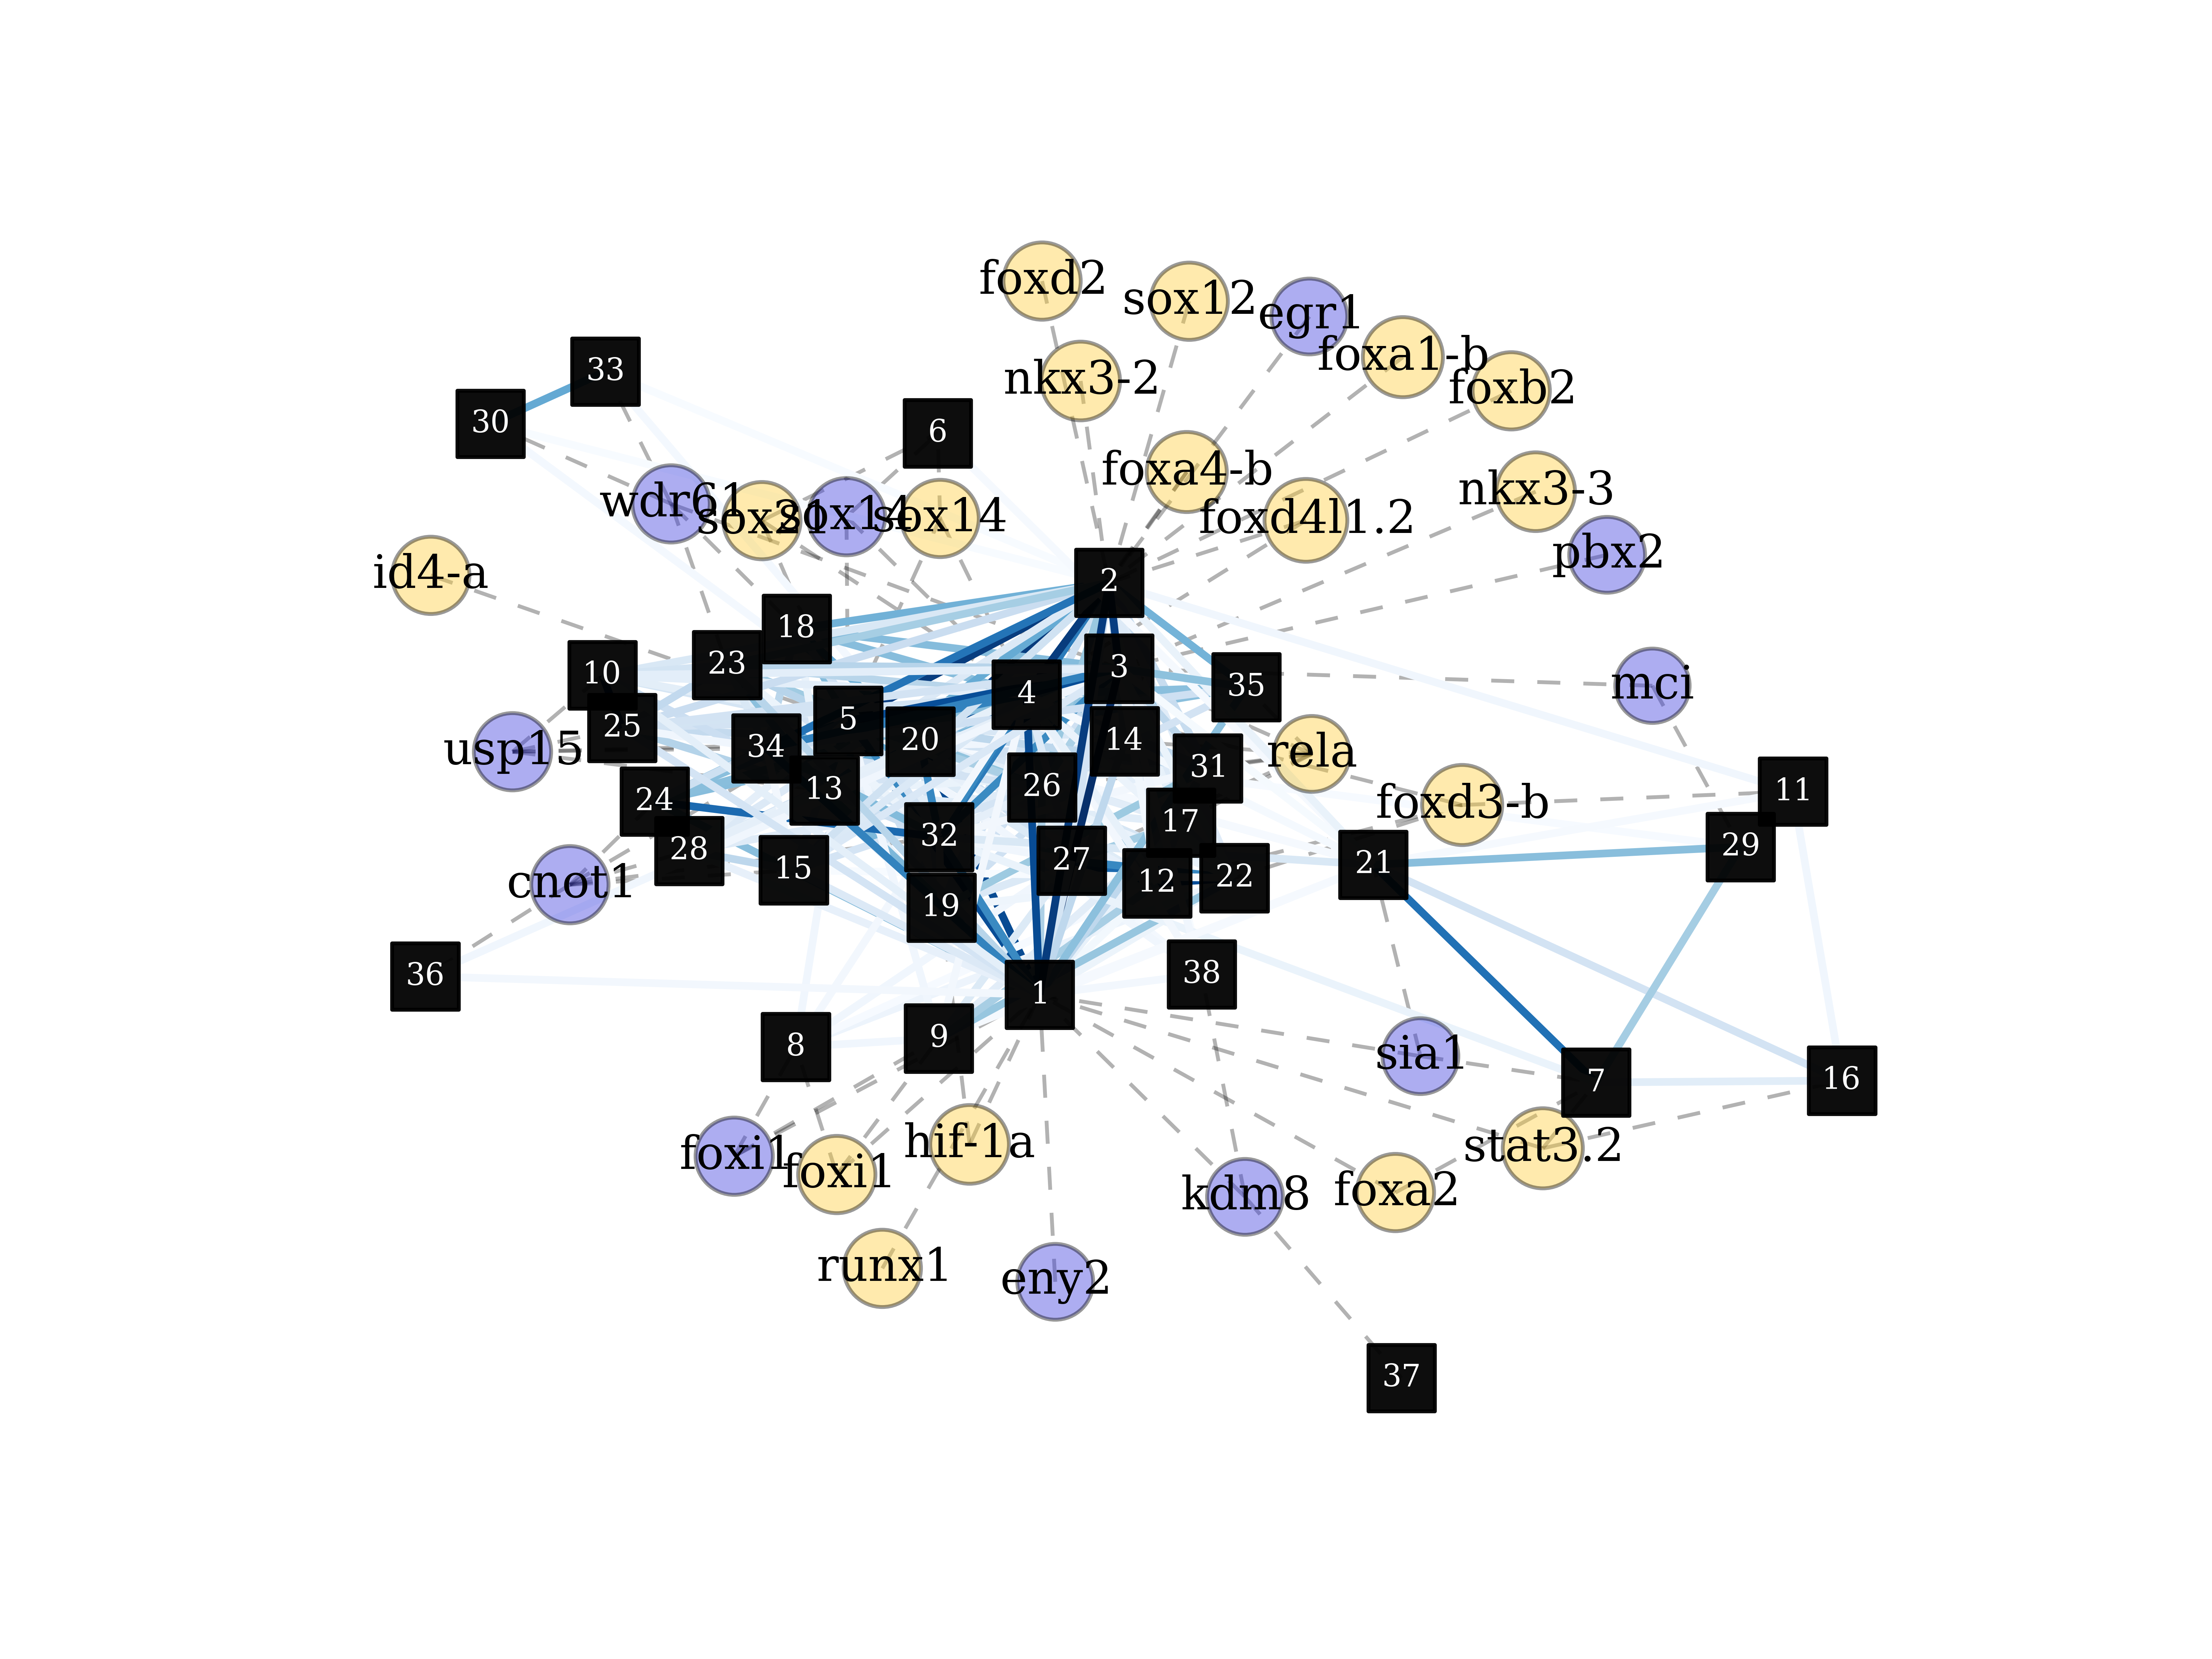 foxd2
sox12
egr1
foxa1-b
33
nkx3-2
foxb2
30
6
foxa4-b
nkx3-3
wdr61
sox21
sox14
sox14
foxd4l1.2
pbx2
id4-a
2
18
23
3
10
4
35
mci
25
5
34
20
14
usp15
rela
31
13
26
11
24
foxd3-b
17
32
28
29
27
21
15
12
22
cnot1
19
36
38
1
9
8
sia1
7
16
foxi1
foxi1
hif-1a
stat3.2
kdm8
foxa2
runx1
eny2
37